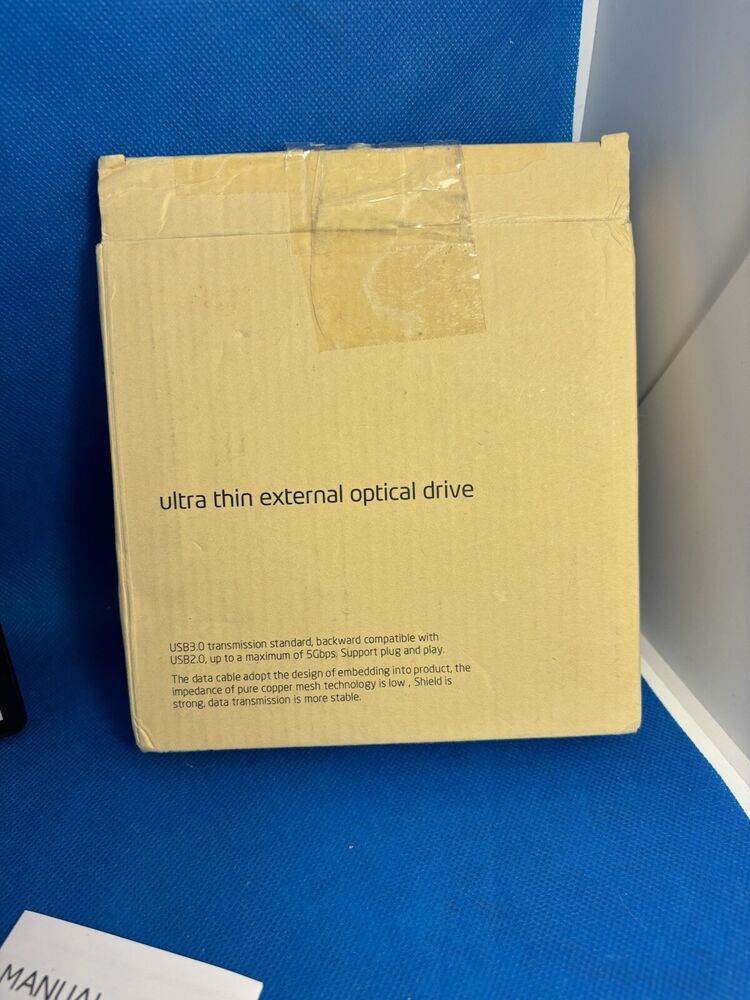 ultra thin external optical drive
USB3.0 transmission standard, backward compatible with
USB2.0, up to a maximum of 5Gbps. Support plug and play.
The data cable adopt the design of embedding into product, the
impedance of pure copper mesh technology is low , Shield is
strong, data transmission is more stable.
MANUAL